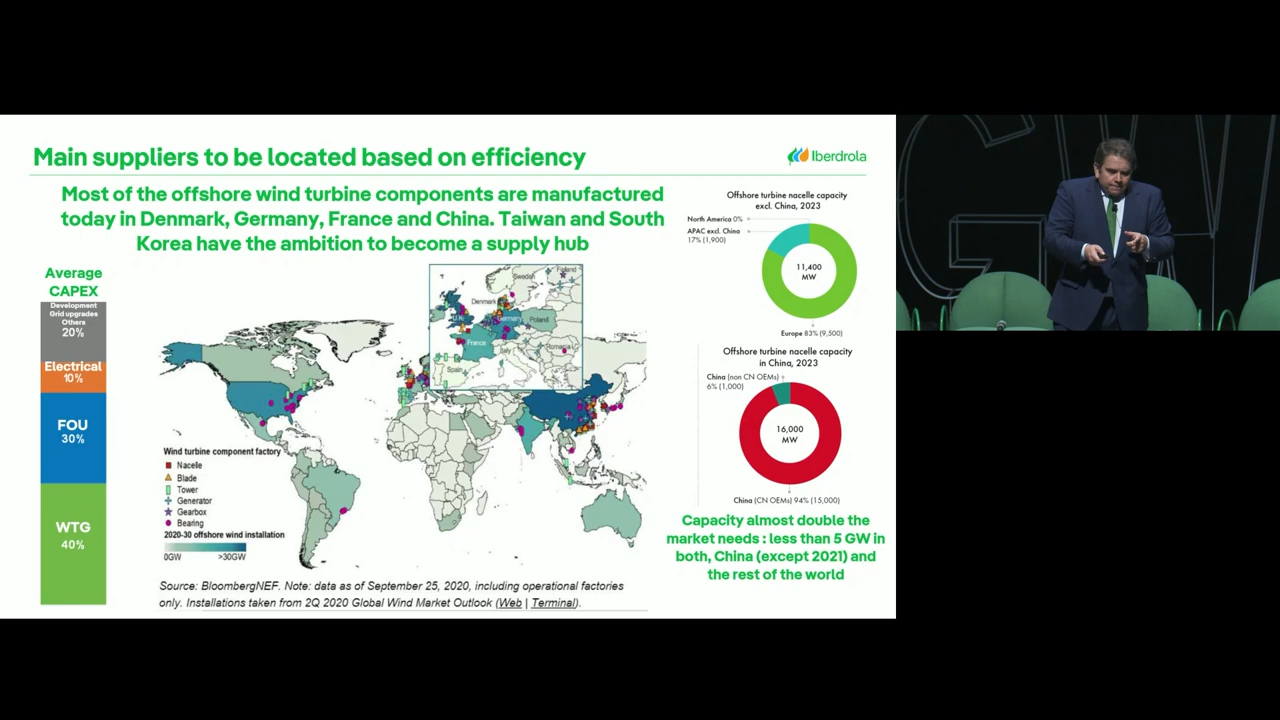 Main suppliers to be located based on efficiency
Iberdrola
Most of the offshore wind turbine components are manufactured
today in Denmark, Germany, France and China. Taiwan and South
Korea have the ambition to become a supply hub
Average
CAPEX
Development
Grid upgrades
Others
20%
Electrical
10%
FOU
30%
WTG
40%
Sweden
Finland
Denmark
U.K.
Germany
Poland
France
Romania
Spain
Wind turbine component factory
Nacelle
Blade
Tower
Generator
Gearbox
Bearing
2020-30 offshore wind installation
0GW
>30GW
Source: BloombergNEF. Note: data as of September 25, 2020, including operational factories
only. Installations taken from 2Q 2020 Global Wind Market Outlook (Web | Terminal).
Offshore turbine nacelle capacity
excl. China, 2023
North America 0%
APAC excl. China
17% (1,900)
11,400
MW
Europe 83% (9,500)
Offshore turbine nacelle capacity
in China, 2023
China (non CN OEMs)
6% (1,000)
16,000
MW
China (CN OEMs) 94% (15,000)
Capacity almost double the
market needs : less than 5 GW in
both, China (except 2021) and
the rest of the world